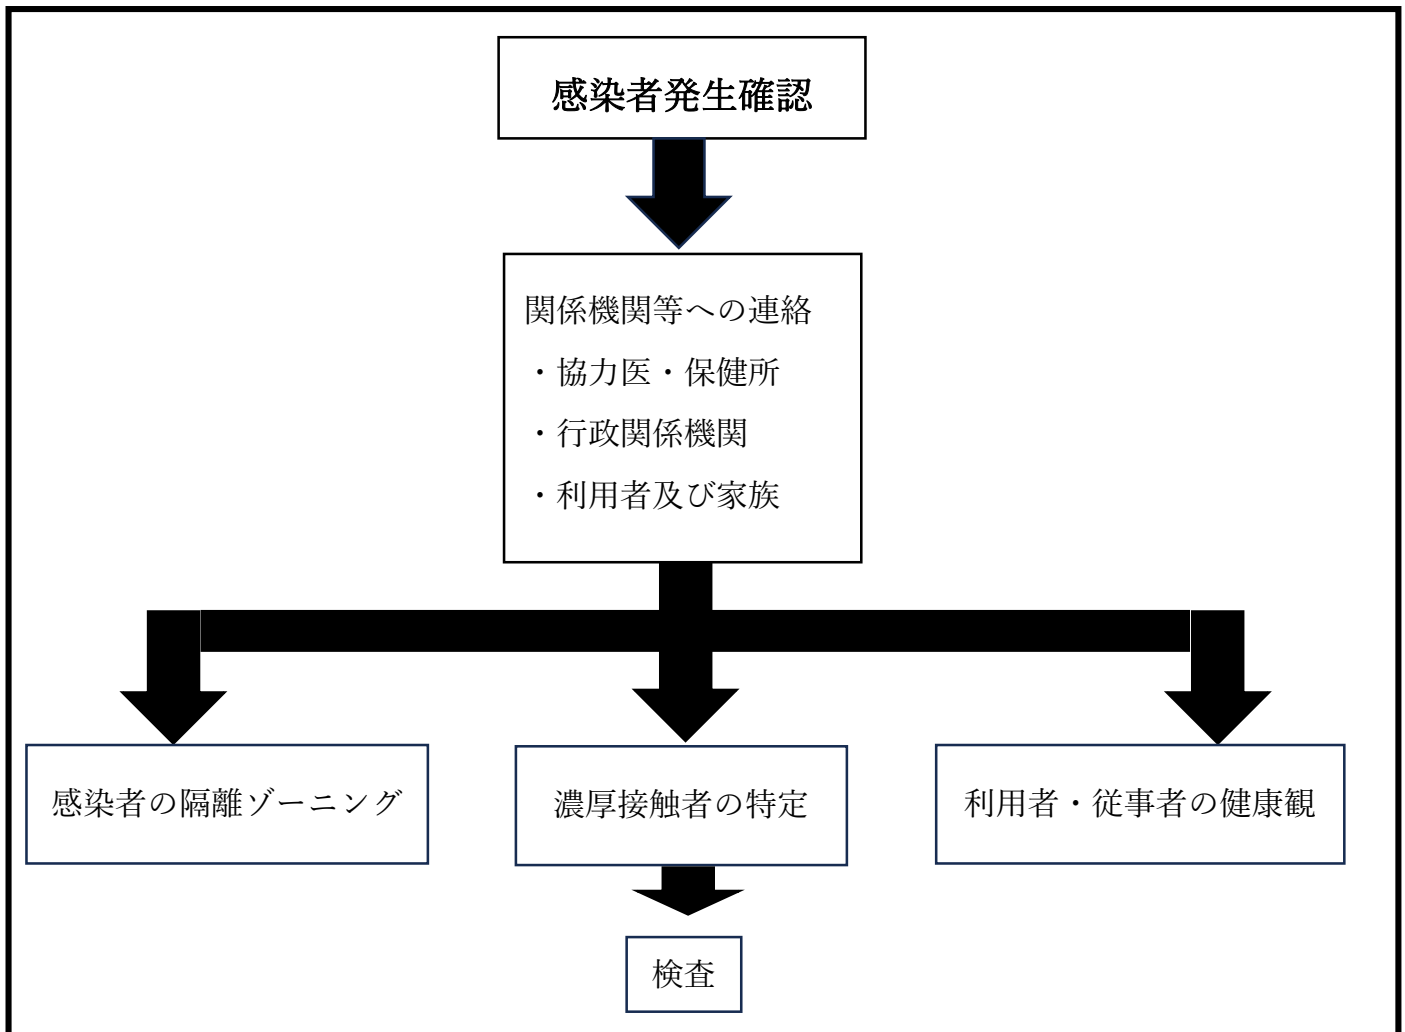 感染者発生確認
関係機関等への連絡
・協力医・保健所
・行政関係機関
・利用者及び家族
感染者の隔離ゾーニング
濃厚接触者の特定
利用者・従事者の健康観
検査